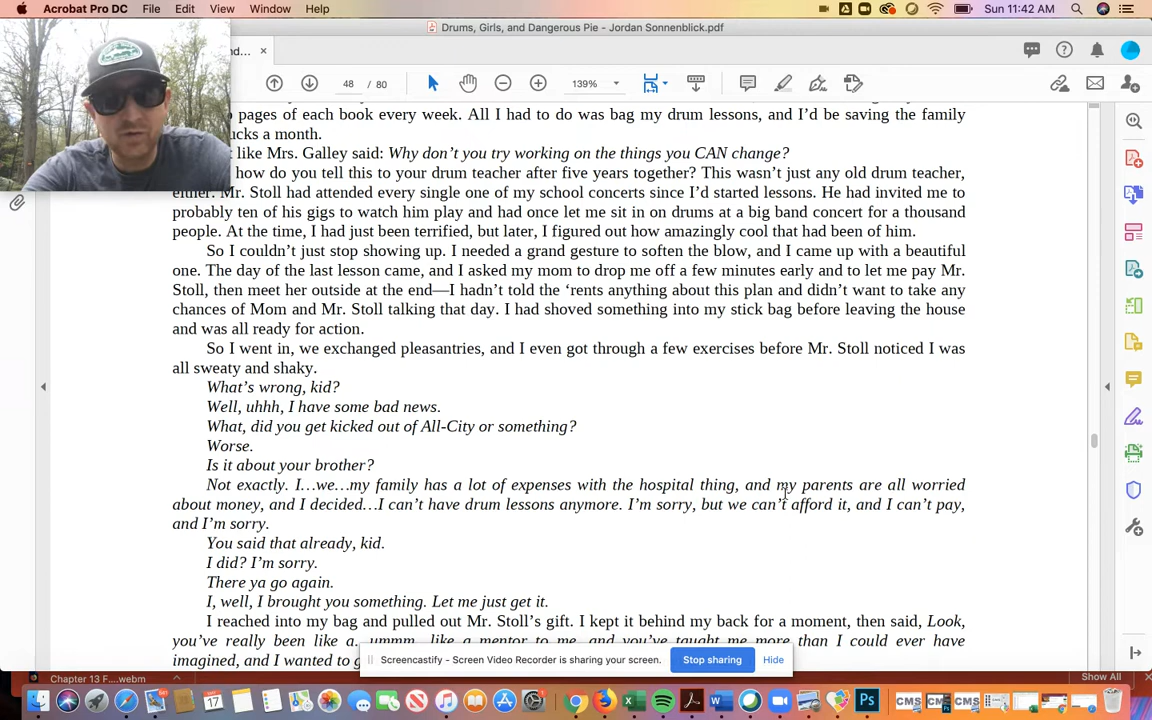 Acrobat Pro DC File Edit View Window Help Sun 11:42 AM
Drums, Girls, and Dangerous Pie - Jordan Sonnenblick.pdf
nd... ×
48 / 80 139%
pages of each book every week. All I had to do was bag my drum lessons, and I’d be saving the family
ucks a month.
like Mrs. Galley said: Why don’t you try working on the things you CAN change?
how do you tell this to your drum teacher after five years together? This wasn’t just any old drum teacher,
either. Mr. Stoll had attended every single one of my school concerts since I’d started lessons. He had invited me to
probably ten of his gigs to watch him play and had once let me sit in on drums at a big band concert for a thousand
people. At the time, I had just been terrified, but later, I figured out how amazingly cool that had been of him.
So I couldn’t just stop showing up. I needed a grand gesture to soften the blow, and I came up with a beautiful
one. The day of the last lesson came, and I asked my mom to drop me off a few minutes early and to let me pay Mr.
Stoll, then meet her outside at the end—I hadn’t told the ‘rents anything about this plan and didn’t want to take any
chances of Mom and Mr. Stoll talking that day. I had shoved something into my stick bag before leaving the house
and was all ready for action.
So I went in, we exchanged pleasantries, and I even got through a few exercises before Mr. Stoll noticed I was
all sweaty and shaky.
What’s wrong, kid?
Well, uhhh, I have some bad news.
What, did you get kicked out of All-City or something?
Worse.
Is it about your brother?
Not exactly. I…we…my family has a lot of expenses with the hospital thing, and my parents are all worried
about money, and I decided…I can’t have drum lessons anymore. I’m sorry, but we can’t afford it, and I can’t pay,
and I’m sorry.
You said that already, kid.
I did? I’m sorry.
There ya go again.
I, well, I brought you something. Let me just get it.
I reached into my bag and pulled out Mr. Stoll’s gift. I kept it behind my back for a moment, then said, Look,
you’ve really been like a, ummm, like a mentor to me, and you’ve taught me more than I could ever have
imagined, and I wanted to g
Screencastify - Screen Video Recorder is sharing your screen. Stop sharing Hide
Chapter 13 F....webm Show All
17
CMS CMS CMS